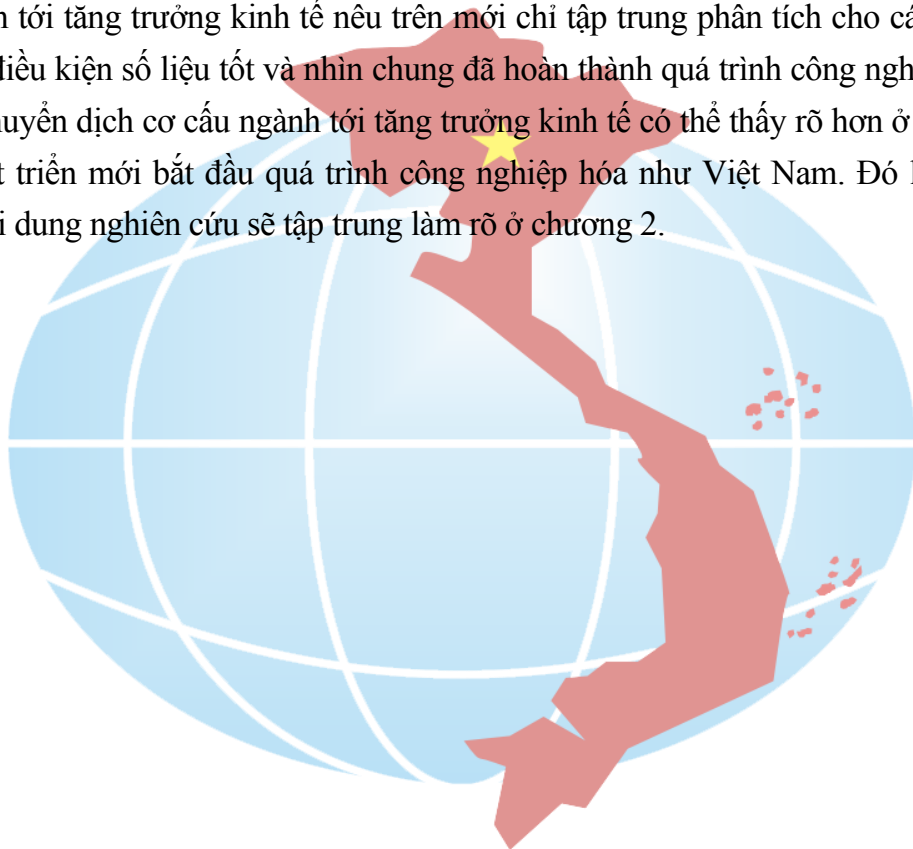 tới tăng trưởng kinh tế nêu trên mới chỉ tập trung phân tích cho cá
điều kiện số liệu tốt và nhìn chung đã hoàn thành quá trình công ngh
uyển dịch cơ cấu ngành tới tăng trưởng kinh tế có thể thấy rõ hơn ở
t triển mới bắt đầu quá trình công nghiệp hóa như Việt Nam. Đó l
i dung nghiên cứu sẽ tập trung làm rõ ở chương 2.